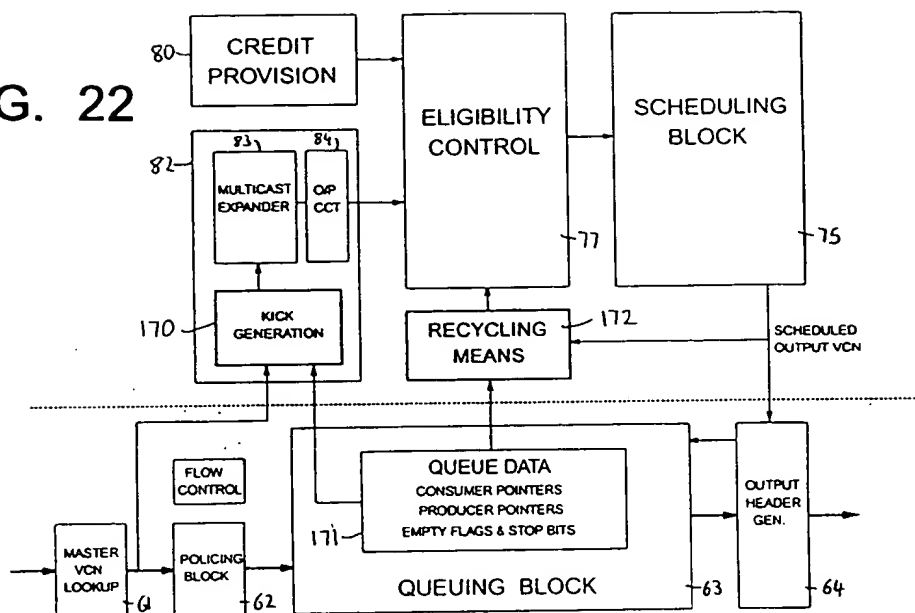 G. 22
80
CREDIT
PROVISION
ELIGIBILITY
CONTROL
77
SCHEDULING
BLOCK
75
82
83
84
MULTICAST
EXPANDER
O/P
CCT
170
KICK
GENERATION
RECYCLING
MEANS
172
SCHEDULED
OUTPUT VCN
FLOW
CONTROL
MASTER
VCN
LOOKUP
61
POLICING
BLOCK
62
QUEUE DATA
CONSUMER POINTERS
PRODUCER POINTERS
EMPTY FLAGS & STOP BITS
171
QUEUING BLOCK
63
OUTPUT
HEADER
GEN.
64